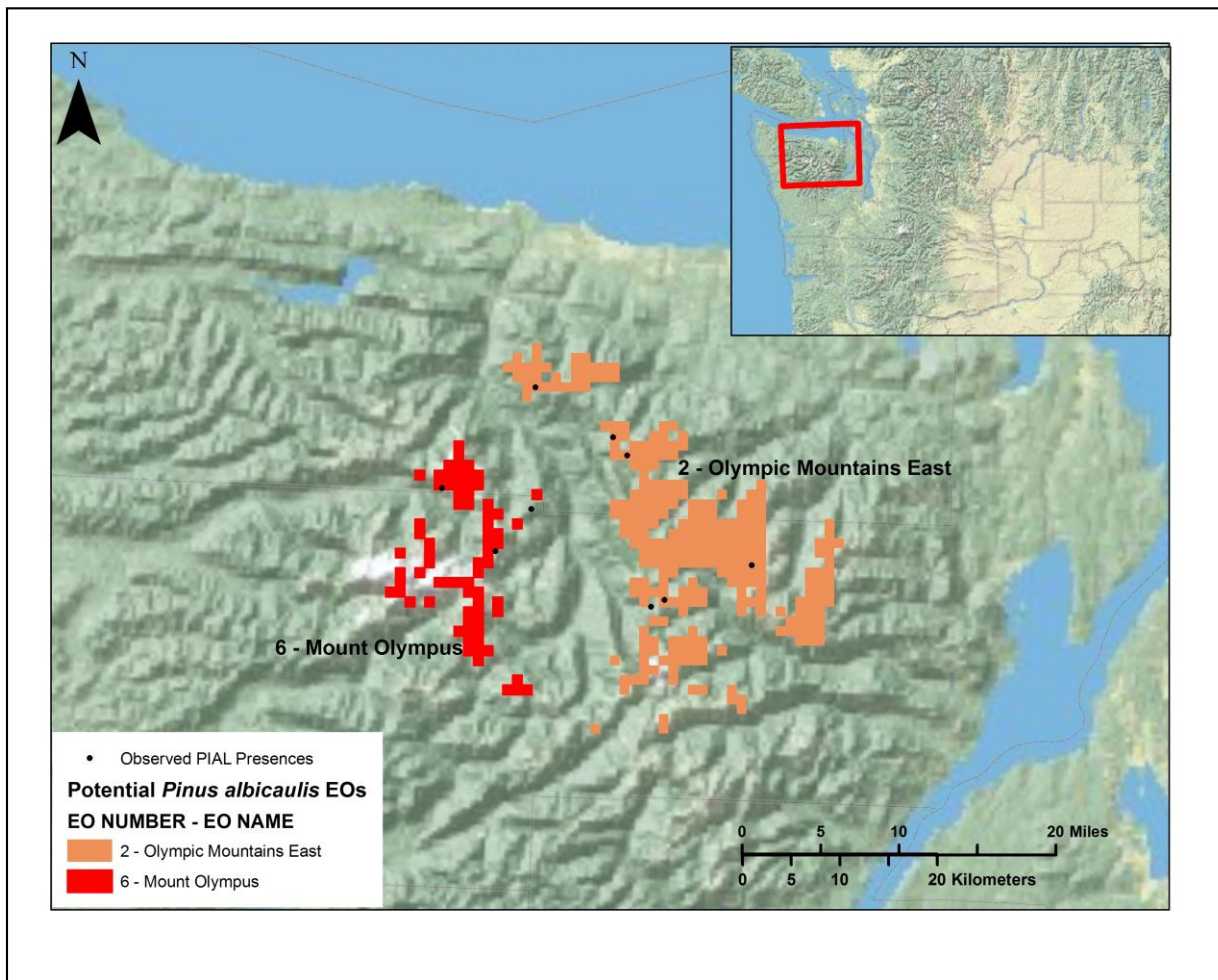 N
2 - Olympic Mountains East
6 - Mount Olympus
Observed PIAL Presences
Potential Pinus albicaulis EOs
EO NUMBER - EO NAME
2 - Olympic Mountains East
6 - Mount Olympus
0 5 10 20 Miles
0 5 10 20 Kilometers